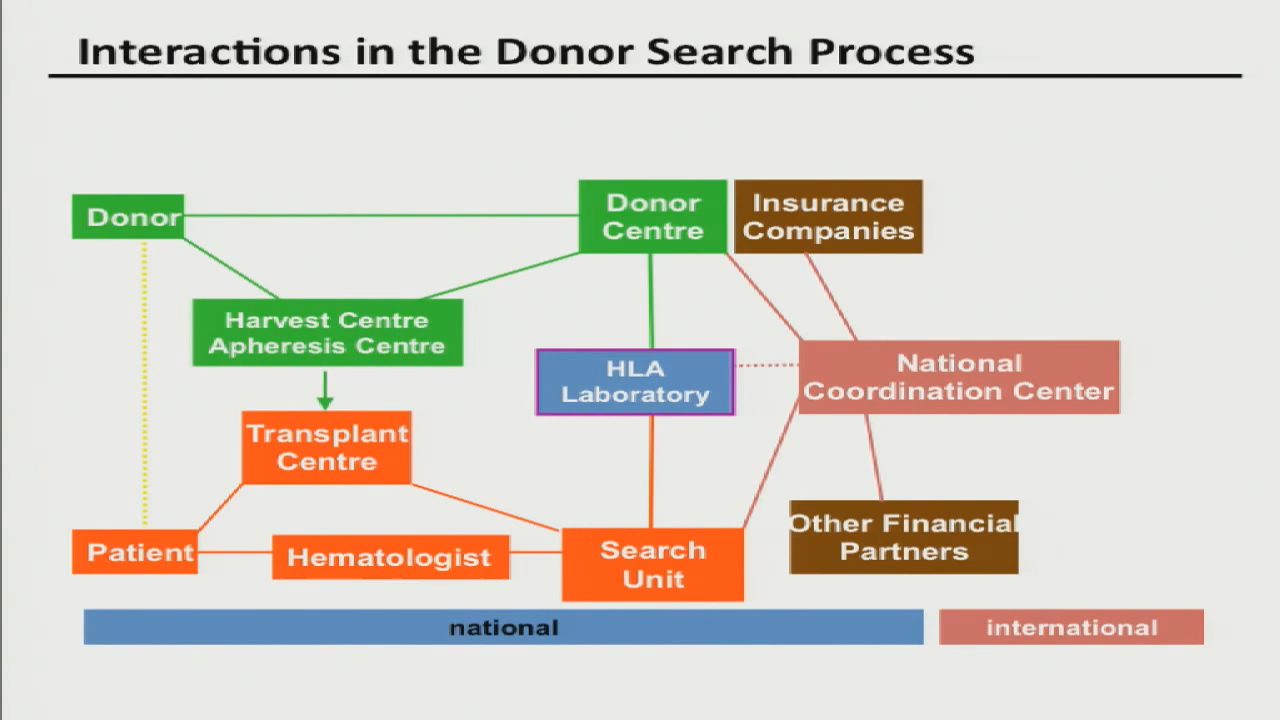 Interactions in the Donor Search Process
Donor
Donor
Centre
Insurance
Companies
Harvest Centre
Apheresis Centre
HLA
Laboratory
National
Coordination Center
Transplant
Centre
Other Financial
Partners
Patient
Hematologist
Search
Unit
national
international